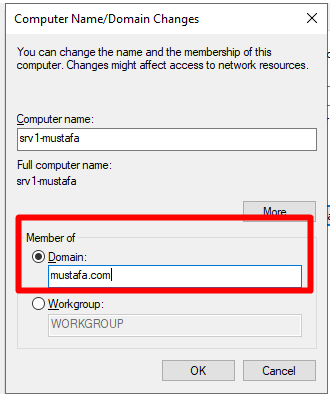 Computer Name/Domain Changes
You can change the name and the membership of this
computer. Changes might affect access to network resources.
Computer name:
srv1-mustafa
Full computer name:
srv1-mustafa
More...
Member of
Domain:
mustafa.com
Workgroup:
WORKGROUP
OK Cancel